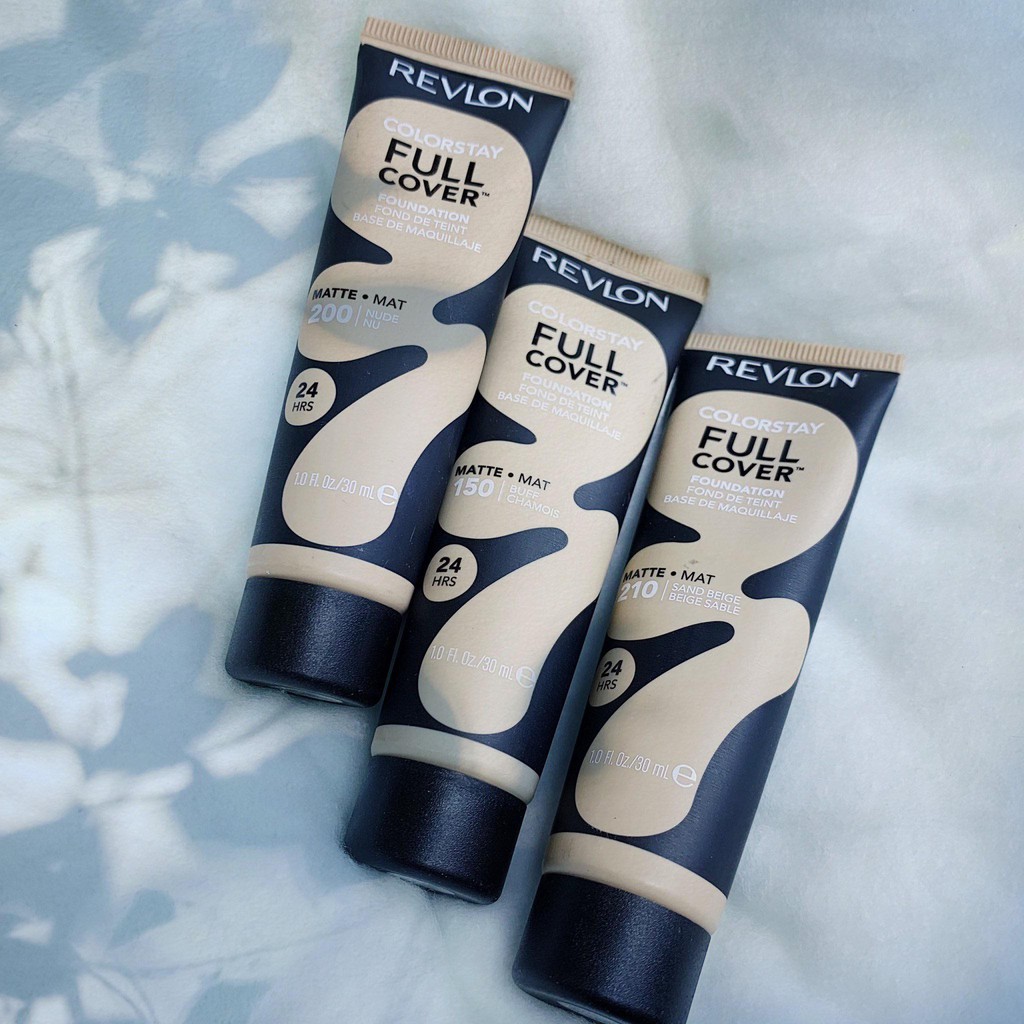 REVLON
COLORSTAY
FULL
COVER™
FOUNDATION
FOND DE TEINT
BASE DE MAQUILLAJE
MATTE • MAT
200 | NUDE
NU
24
HRS
1.0 Fl. Oz./30 mL ℮
REVLON
COLORSTAY
FULL
COVER™
FOUNDATION
FOND DE TEINT
BASE DE MAQUILLAJE
MATTE • MAT
150 | BUFF
CHAMOIS
24
HRS
1.0 Fl. Oz./30 mL ℮
REVLON
COLORSTAY
FULL
COVER™
FOUNDATION
FOND DE TEINT
BASE DE MAQUILLAJE
MATTE • MAT
210 | SAND BEIGE
BEIGE SABLE
24
HRS
1.0 Fl. Oz./30 mL ℮